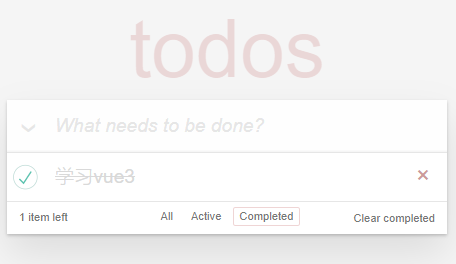 todos
What needs to be done?
学习vue3
1 item left All Active Completed Clear completed